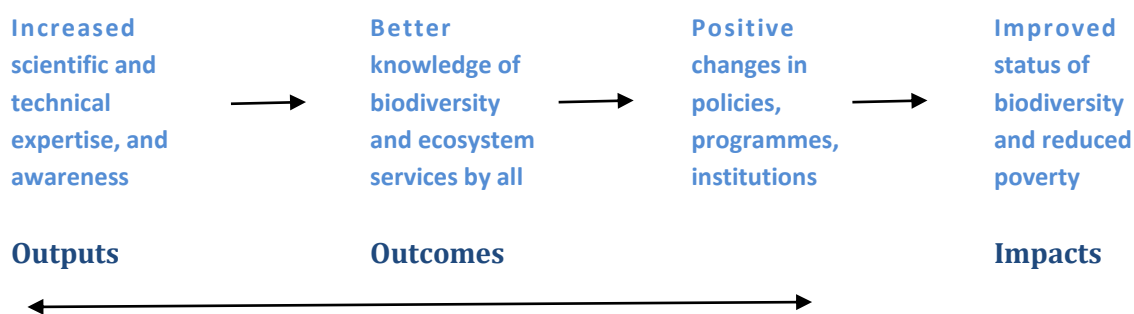 Increased
scientific and
technical
expertise, and
awareness
Better
knowledge of
biodiversity
and ecosystem
services by all
Positive
changes in
policies,
programmes,
institutions
Improved
status of
biodiversity
and reduced
poverty
Outputs
Outcomes
Impacts